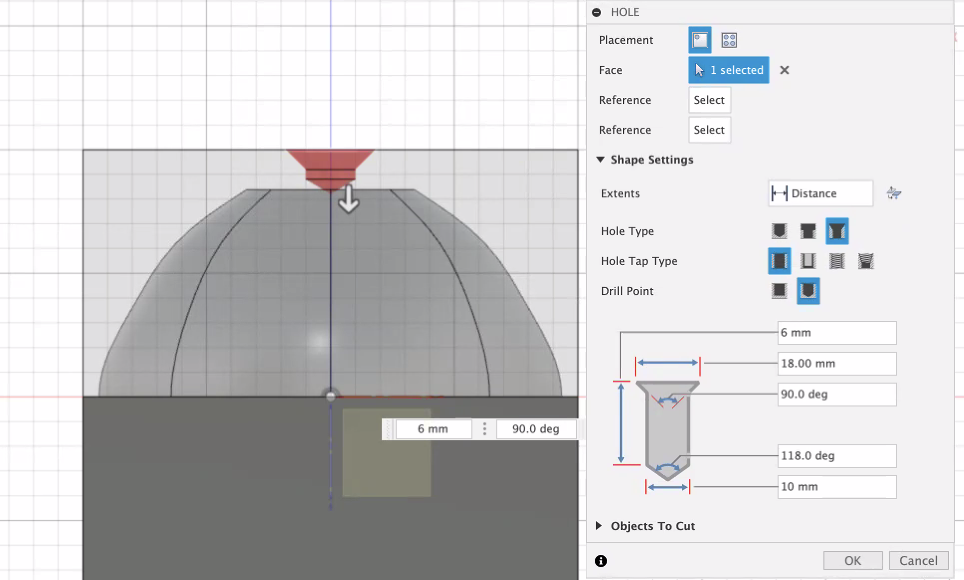 HOLE
Placement
Face 1 selected
Reference Select
Reference Select
Shape Settings
Extents Distance
Hole Type
Hole Tap Type
Drill Point
6 mm
18.00 mm
90.0 deg
6 mm 90.0 deg
118.0 deg
10 mm
Objects To Cut
OK Cancel